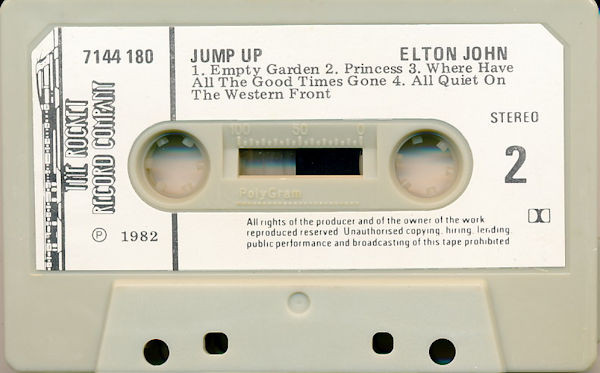 7144 180
JUMP UP
ELTON JOHN
1. Empty Garden 2. Princess 3. Where Have
All The Good Times Gone 4. All Quiet On
The Western Front
STEREO
2
THE ROCKET
RECORD COMPANY
100 50 0
PolyGram
℗ 1982
All rights of the producer and of the owner of the work
reproduced reserved. Unauthorised copying, hiring, lending
public performance and broadcasting of this tape prohibited